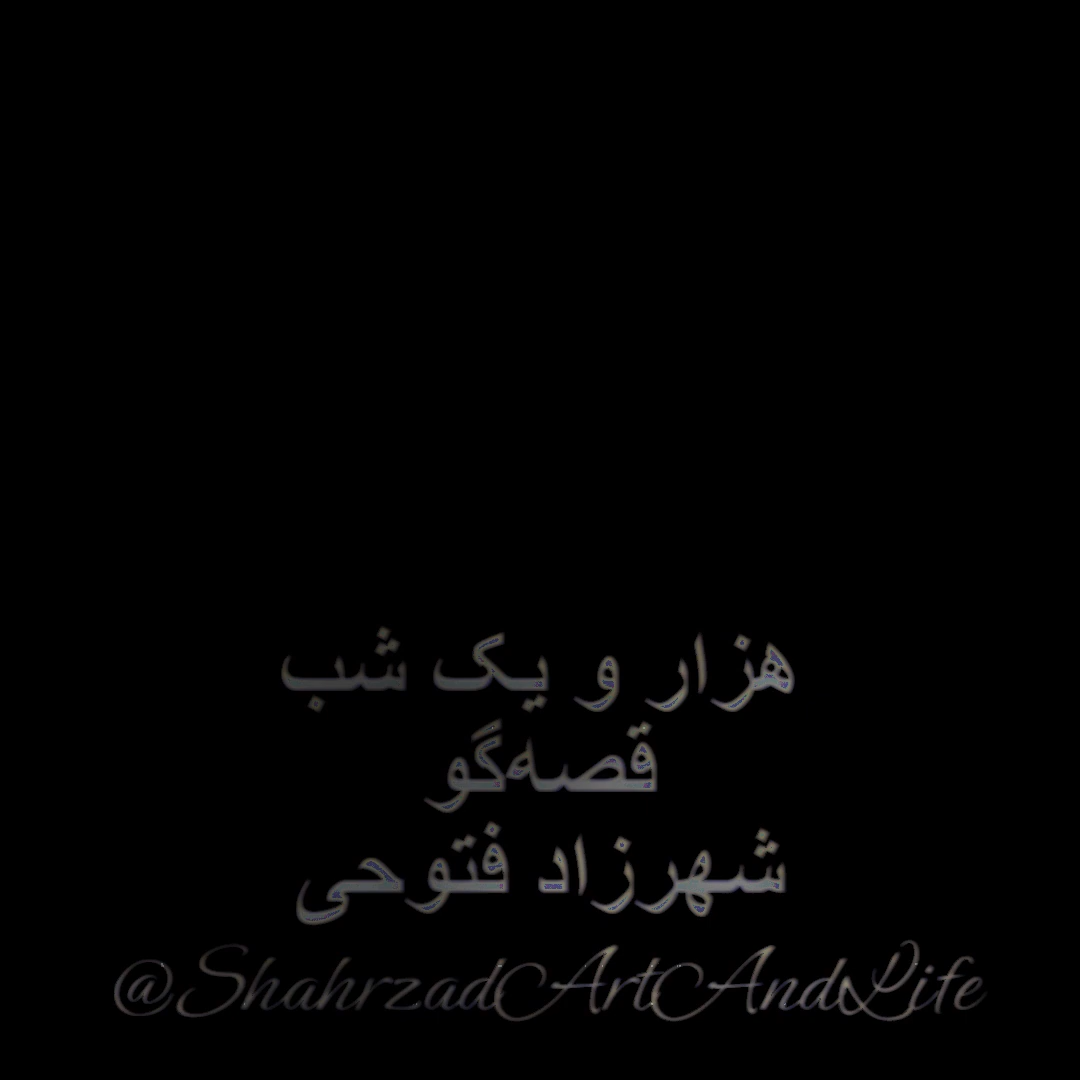 هزار و یک شب
قصه‌گو
شهرزاد فتوحی
@ShahrzadArtAndLife